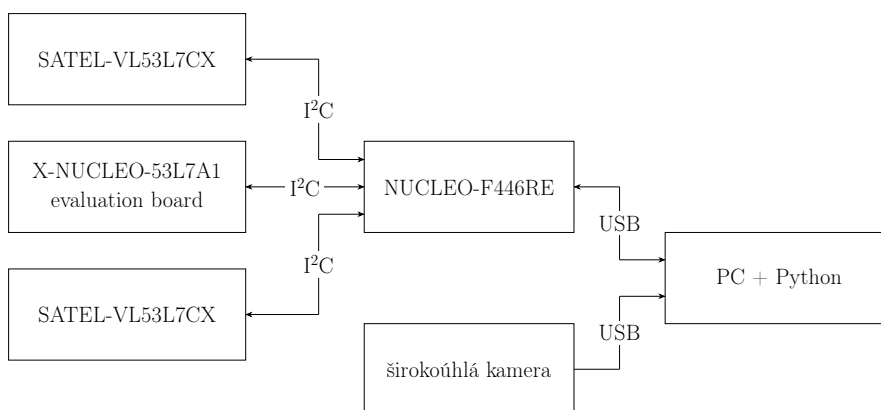 SATEL-VL53L7CX
I²C
X-NUCLEO-53L7A1
evaluation board
I²C
NUCLEO-F446RE
USB
I²C
PC + Python
SATEL-VL53L7CX
USB
širokoúhlá kamera